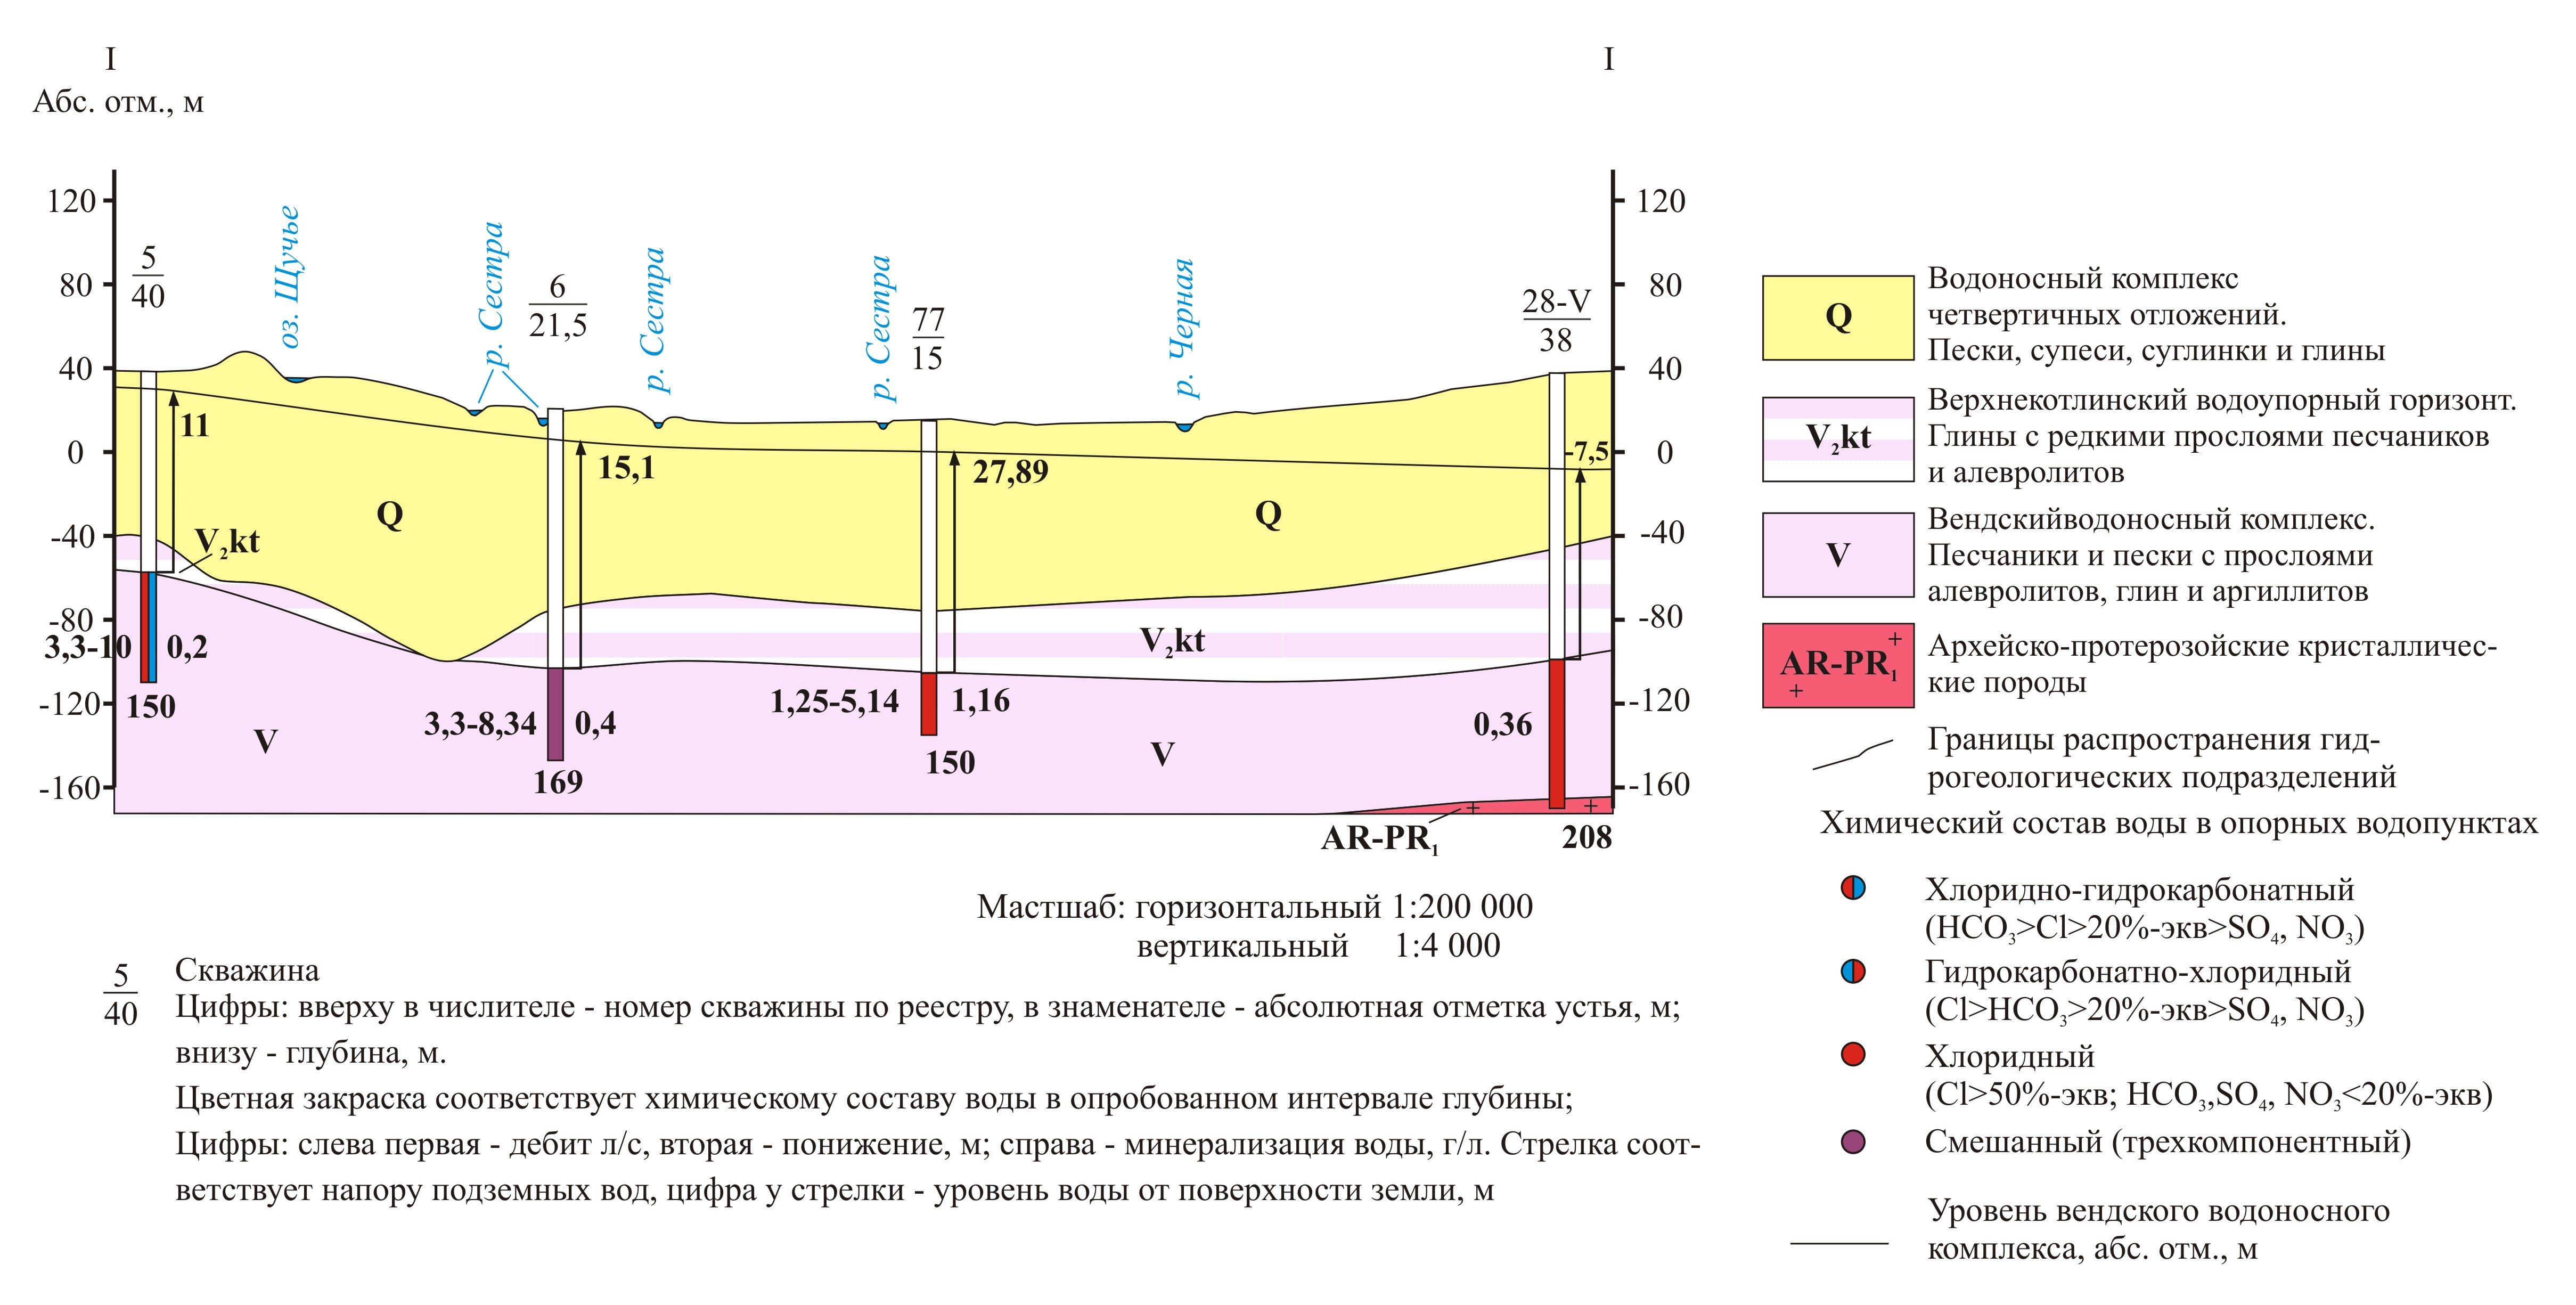 I
I
Абс. отм., м
120
80
40
0
-40
-80
-120
-160
120
80
40
0
-40
-80
-120
-160
5
40
оз. Щучье
р. Сестра
6
21,5
р. Сестра
р. Сестра
77
15
р. Черная
28-V
38
11
15,1
27,89
-7,5
Q
Q
V₂kt
V₂kt
3,3-10
0,2
150
3,3-8,34
0,4
169
1,25-5,14
1,16
150
0,36
208
V
V
AR-PR₁
+
+
Мастшаб: горизонтальный 1:200 000
вертикальный 1:4 000
5
40
Скважина
Цифры: вверху в числителе - номер скважины по реестру, в знаменателе - абсолютная отметка устья, м;
внизу - глубина, м.
Цветная закраска соответствует химическому составу воды в опробованном интервале глубины;
Цифры: слева первая - дебит л/с, вторая - понижение, м; справа - минерализация воды, г/л. Стрелка соот-
ветствует напору подземных вод, цифра у стрелки - уровень воды от поверхности земли, м
Q
Водоносный комплекс
четвертичных отложений.
Пески, супеси, суглинки и глины
V₂kt
Верхнекотлинский водоупорный горизонт.
Глины с редкими прослоями песчаников
и алевролитов
V
Вендскийводоносный комплекс.
Песчаники и пески с прослоями
алевролитов, глин и аргиллитов
+
AR-PR₁
+
Архейско-протерозойские кристалличес-
кие породы
Границы распространения гид-
рогеологических подразделений
Химический состав воды в опорных водопунктах
Хлоридно-гидрокарбонатный
(HCO₃>Cl>20%-экв>SO₄, NO₃)
Гидрокарбонатно-хлоридный
(Cl>HCO₃>20%-экв>SO₄, NO₃)
Хлоридный
(Cl>50%-экв; HCO₃,SO₄, NO₃<20%-экв)
Смешанный (трехкомпонентный)
Уровень вендского водоносного
комплекса, абс. отм., м